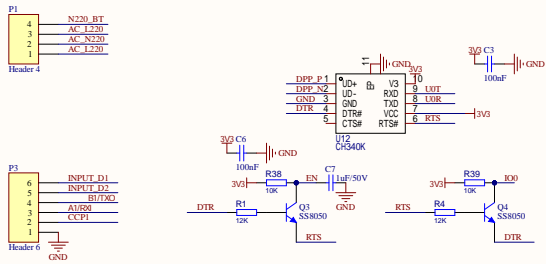 P1
4 N220_BT
3 AC_L220
2 AC_N220
1 AC_L220
Header 4
11 GND
3V3
C3
100nF GND
DPP_P 1 UD+ EP V3 10
DPP_N 2 UD- RXD 9 U0T
GND 3 GND TXD 8 U0R
DTR 4 DTR# VCC 7 3V3
5 CTS# RTS# 6 RTS
U12
CH340K
3V3 C6
100nF GND
P3
6 INPUT_D1
5 INPUT_D2
4 B1/TXO
3 A1/RXI
2 CCP1
1
Header 6
GND
3V3 R38 10K EN C7 1uF/50V
GND
DTR R1 12K Q3 SS8050
RTS
3V3 R39 10K IO0
RTS R4 12K Q4 SS8050
DTR